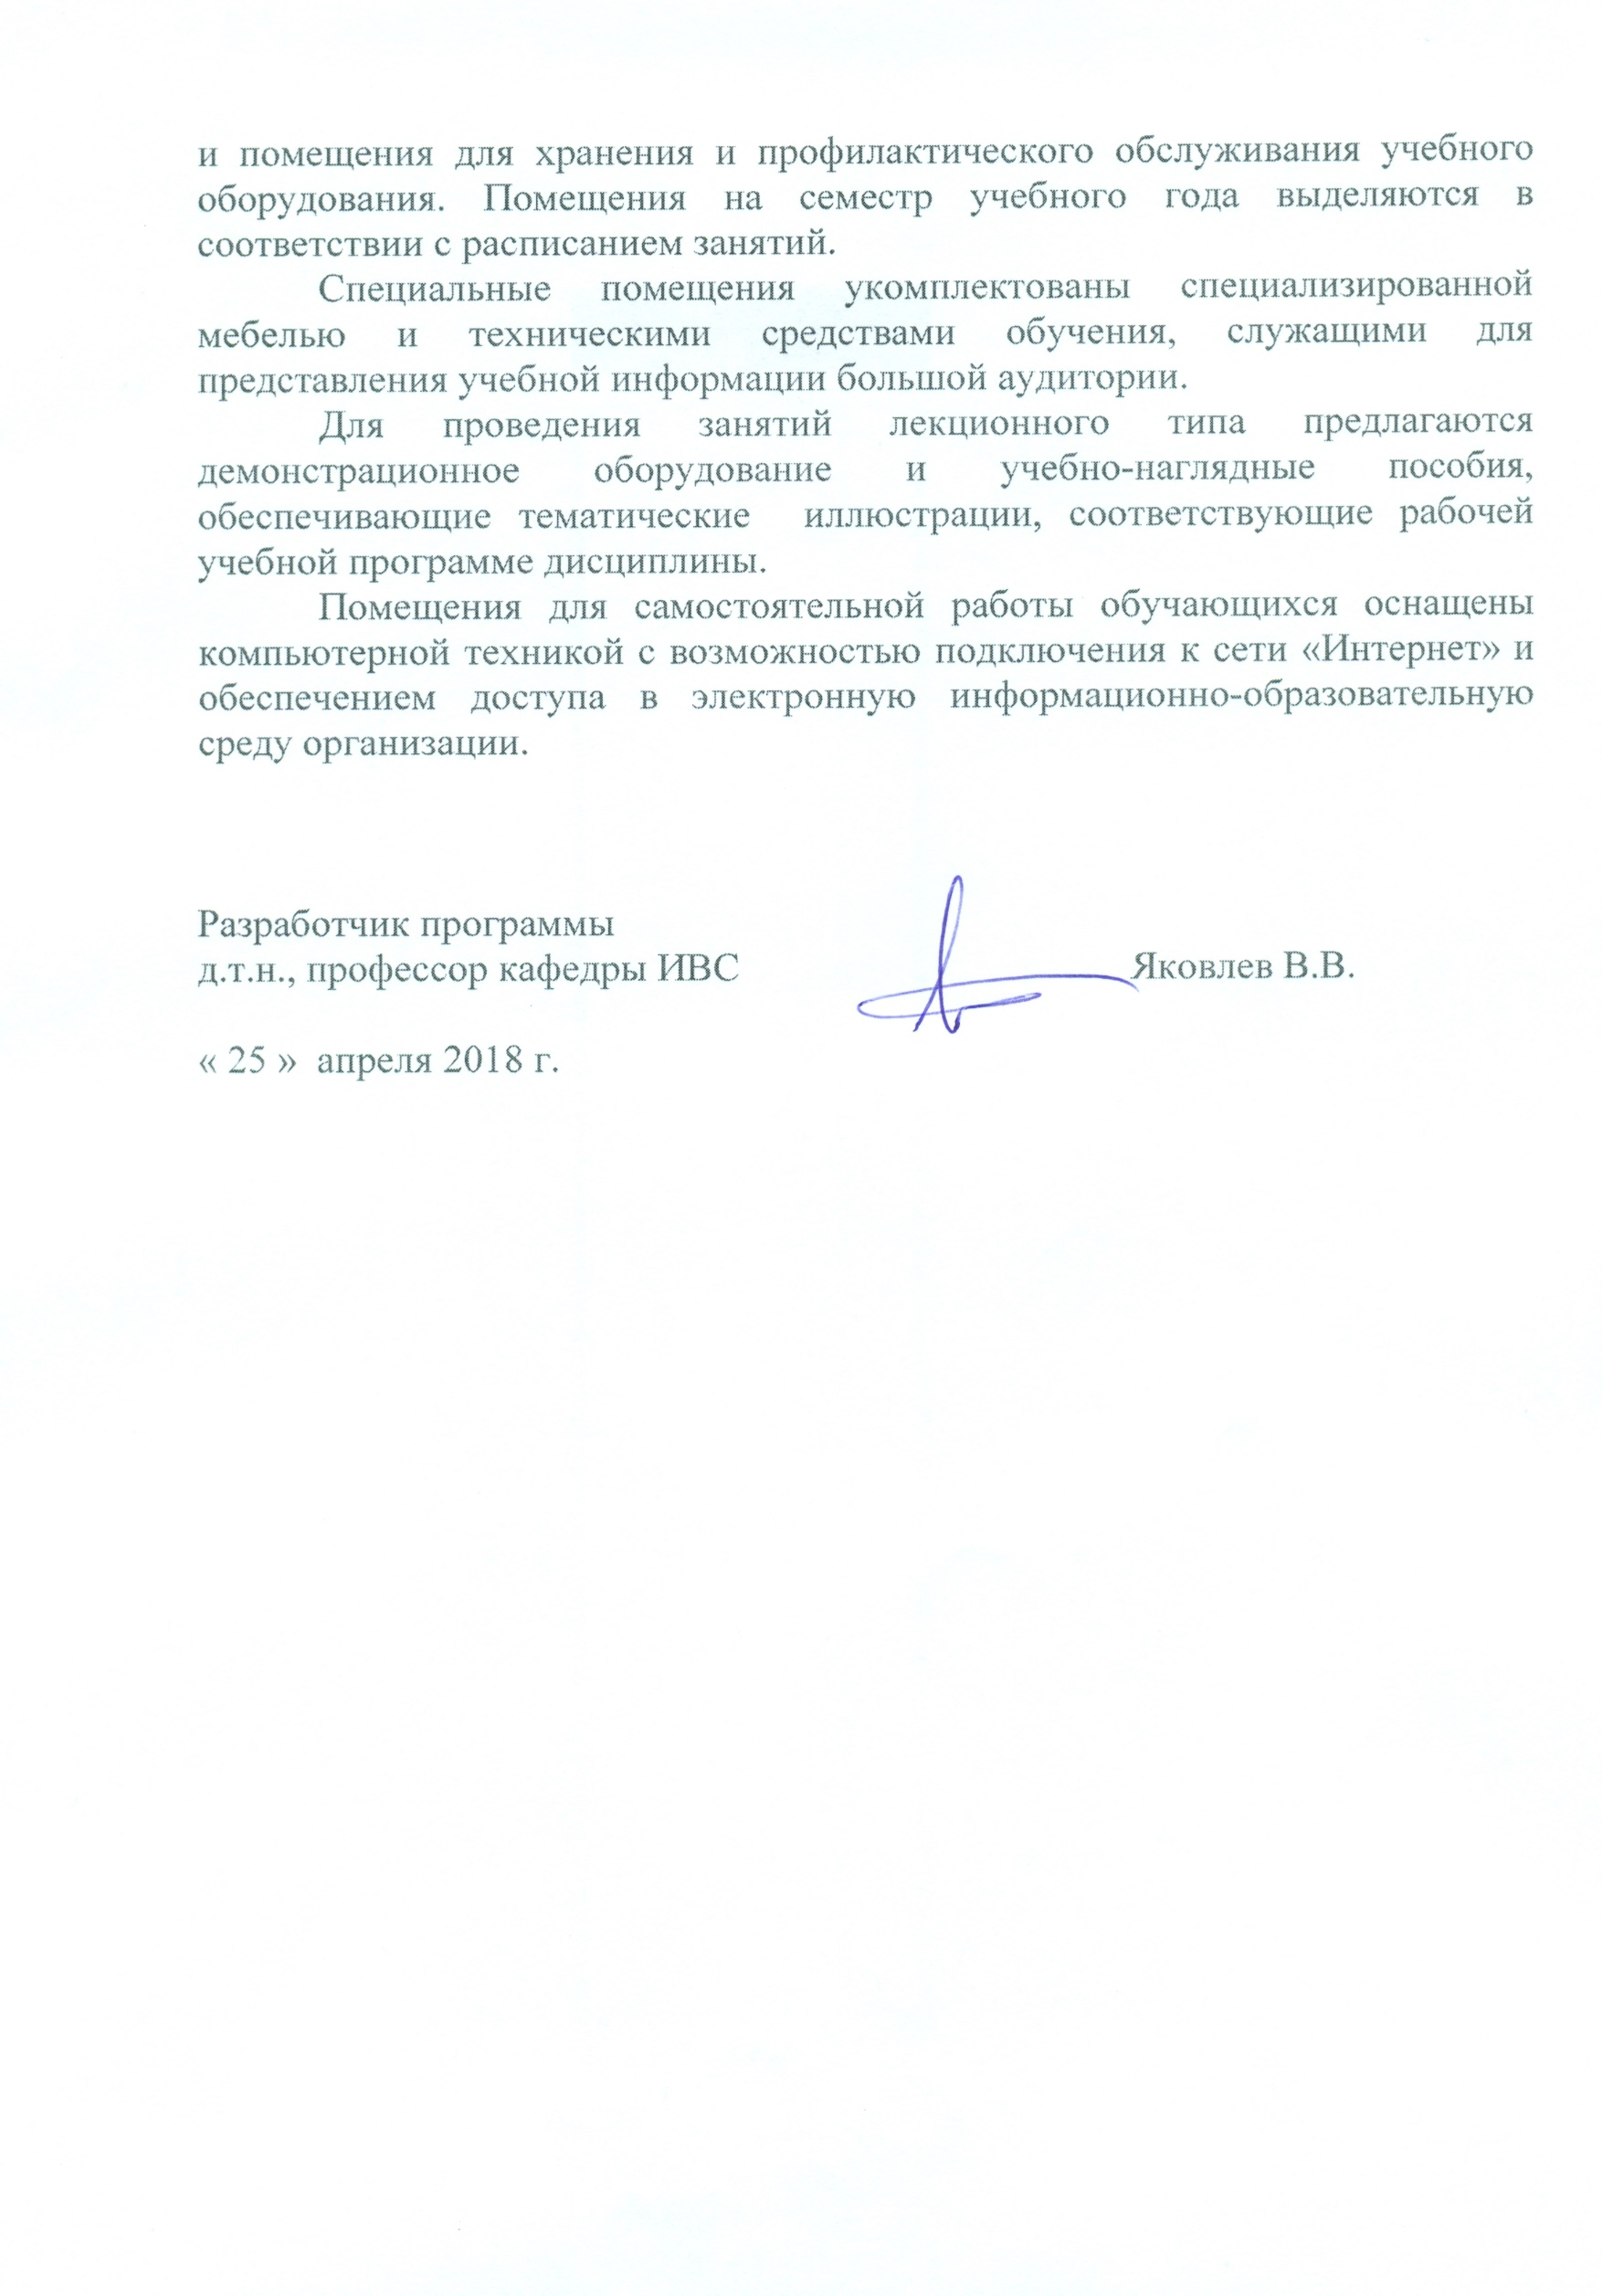 и помещения для хранения и профилактического обслуживания учебного
оборудования. Помещения на семестр учебного года выделяются в
соответствии с расписанием занятий.
Специальные помещения укомплектованы специализированной
мебелью и техническими средствами обучения, служащими для
представления учебной информации большой аудитории.
Для проведения занятий лекционного типа предлагаются
демонстрационное оборудование и учебно-наглядные пособия,
обеспечивающие тематические иллюстрации, соответствующие рабочей
учебной программе дисциплины.
Помещения для самостоятельной работы обучающихся оснащены
компьютерной техникой с возможностью подключения к сети «Интернет» и
обеспечением доступа в электронную информационно-образовательную
среду организации.
Разработчик программы
д.т.н., профессор кафедры ИВС Яковлев В.В.
« 25 » апреля 2018 г.